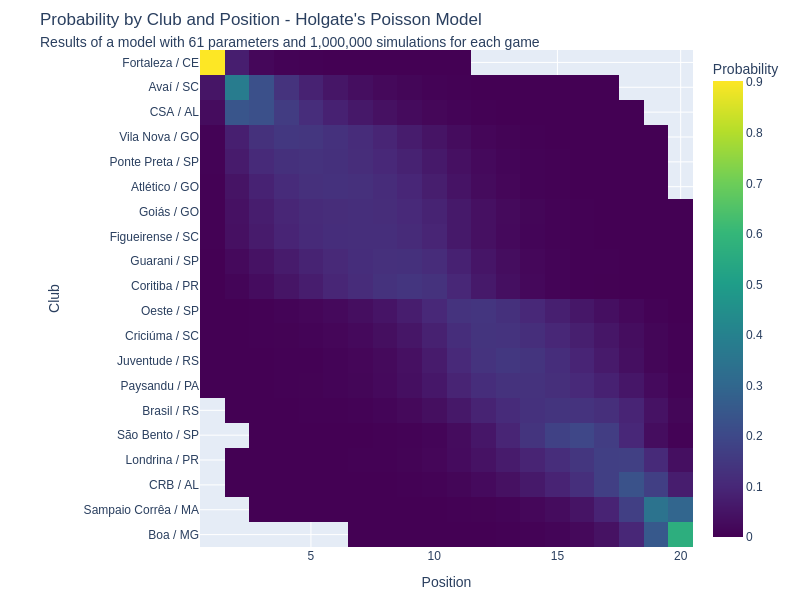 Probability by Club and Position - Holgate's Poisson Model
Results of a model with 61 parameters and 1,000,000 simulations for each game
Fortaleza / CE
Avaí / SC
CSA / AL
Vila Nova / GO
Ponte Preta / SP
Atlético / GO
Goiás / GO
Figueirense / SC
Guarani / SP
Coritiba / PR
Oeste / SP
Criciúma / SC
Juventude / RS
Paysandu / PA
Brasil / RS
São Bento / SP
Londrina / PR
CRB / AL
Sampaio Corrêa / MA
Boa / MG
Club
5
10
15
20
Position
Probability
0.9
0.8
0.7
0.6
0.5
0.4
0.3
0.2
0.1
0